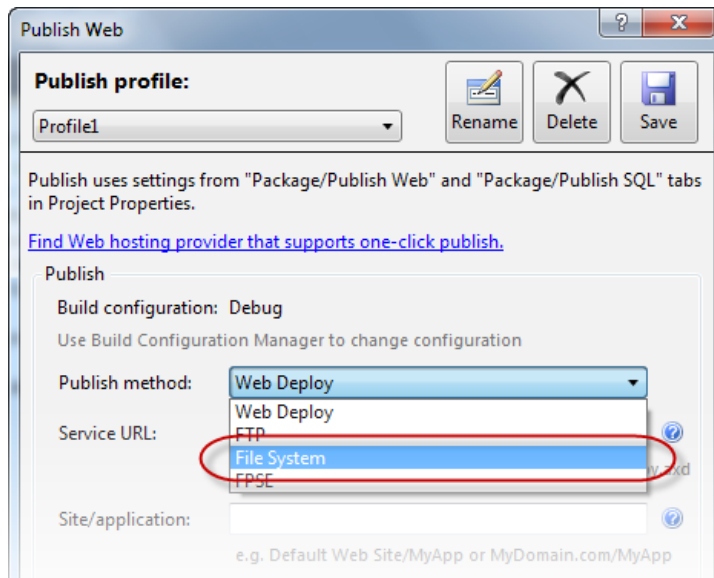 Publish Web
Publish profile:
Profile1
Rename
Delete
Save
Publish uses settings from "Package/Publish Web" and "Package/Publish SQL" tabs
in Project Properties.
Find Web hosting provider that supports one-click publish.
Publish
Build configuration: Debug
Use Build Configuration Manager to change configuration
Publish method: Web Deploy
Web Deploy
Service URL: FTP
File System
.axd
FPSE
Site/application:
e.g. Default Web Site/MyApp or MyDomain.com/MyApp